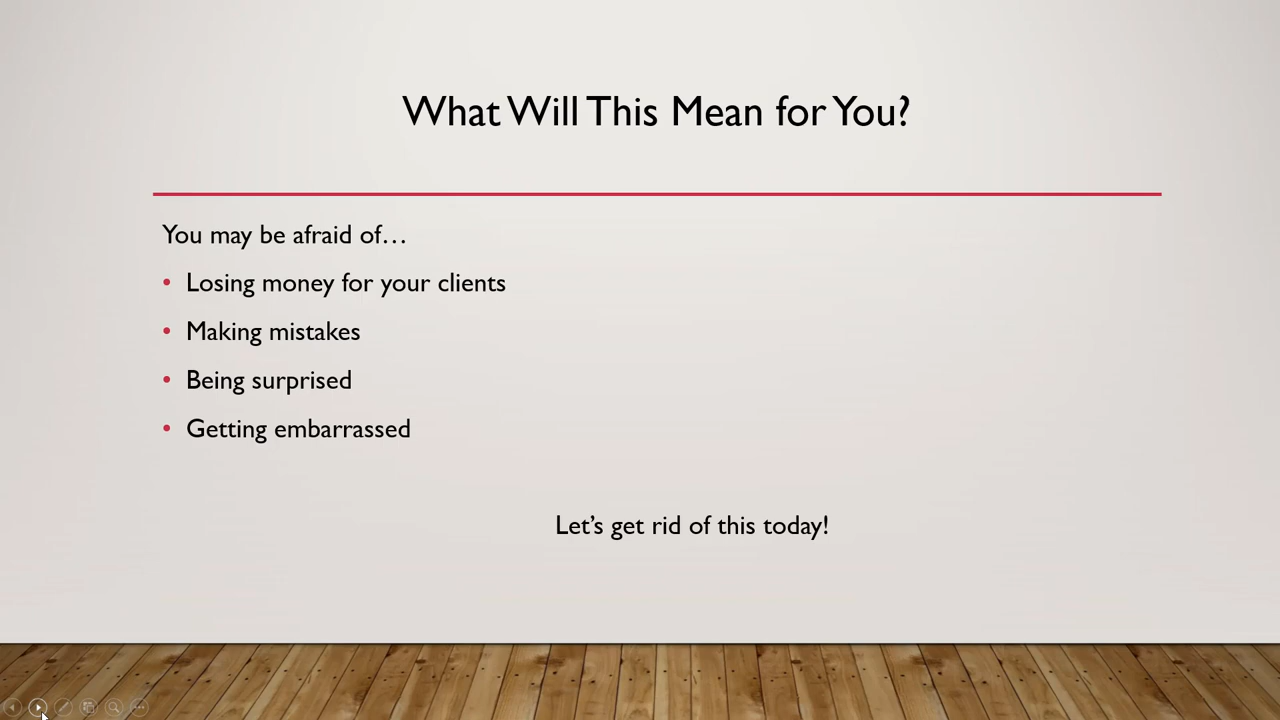 What Will This Mean for You?
You may be afraid of…
• Losing money for your clients
• Making mistakes
• Being surprised
• Getting embarrassed
Let’s get rid of this today!